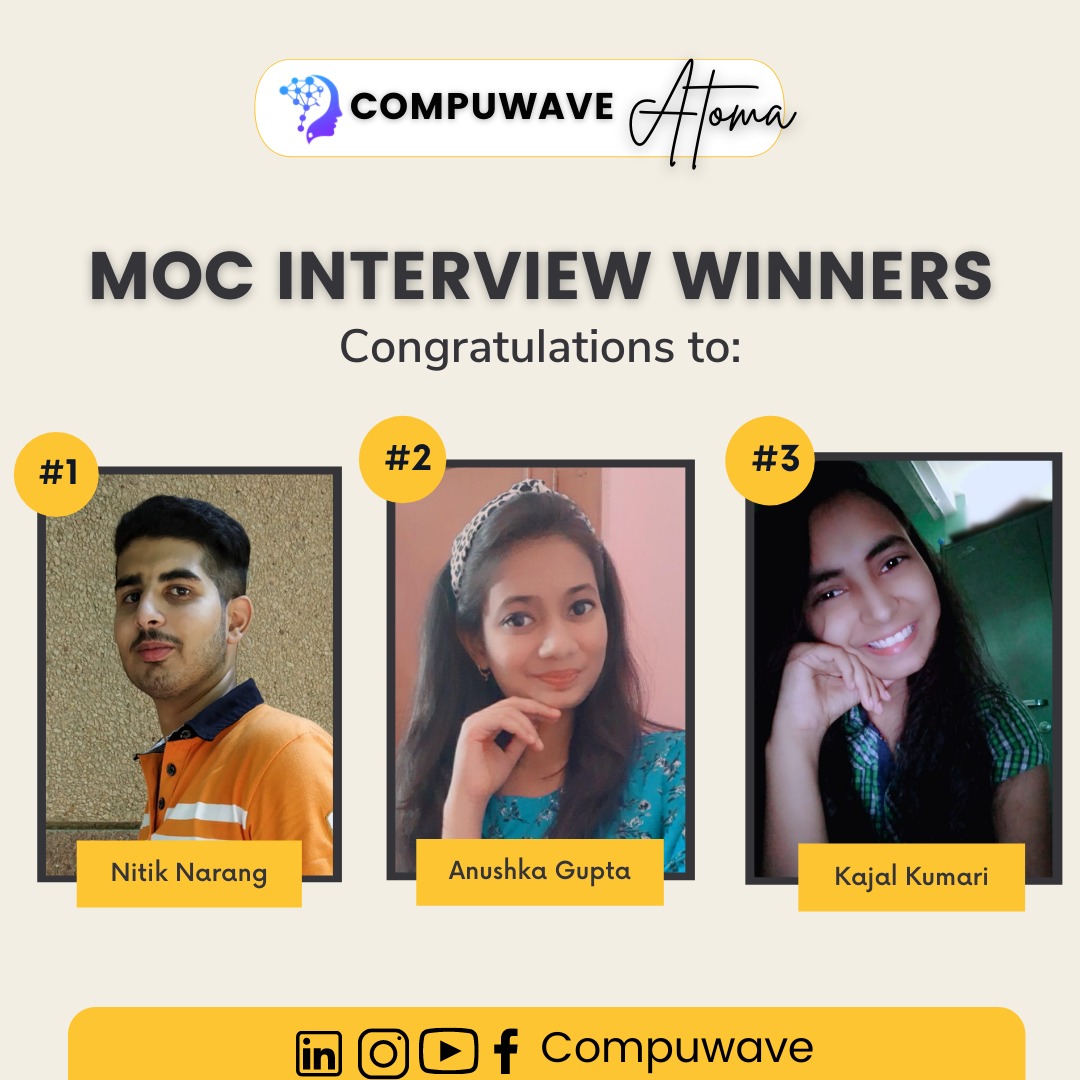 COMPUWAVE Atoma
MOC INTERVIEW WINNERS
Congratulations to:
#1
#2
#3
Nitik Narang
Anushka Gupta
Kajal Kumari
in f Compuwave